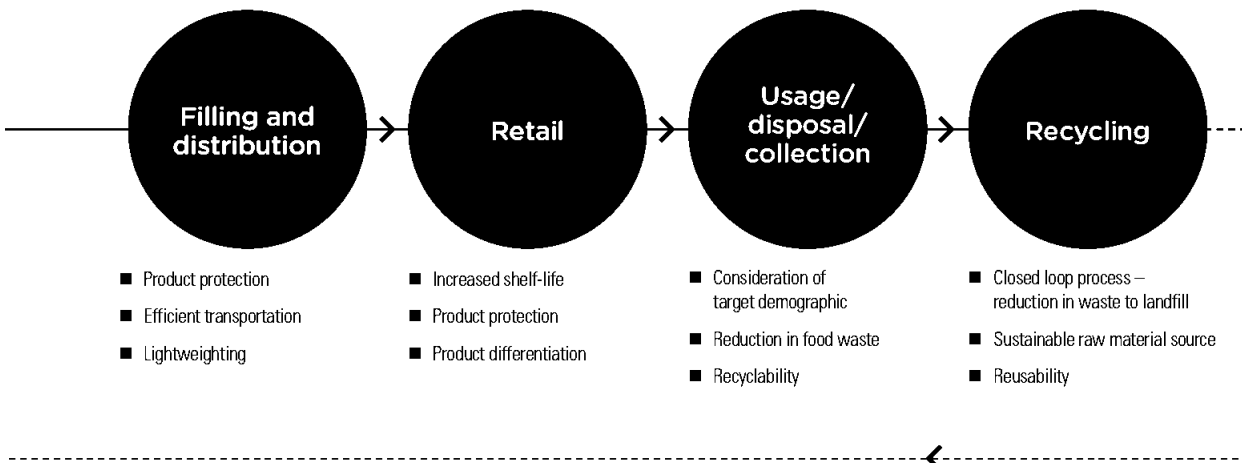 Filling and
distribution
Retail
Usage/
disposal/
collection
Recycling
■ Product protection
■ Efficient transportation
■ Lightweighting
■ Increased shelf-life
■ Product protection
■ Product differentiation
■ Consideration of
target demographic
■ Reduction in food waste
■ Recyclability
■ Closed loop process –
reduction in waste to landfill
■ Sustainable raw material source
■ Reusability